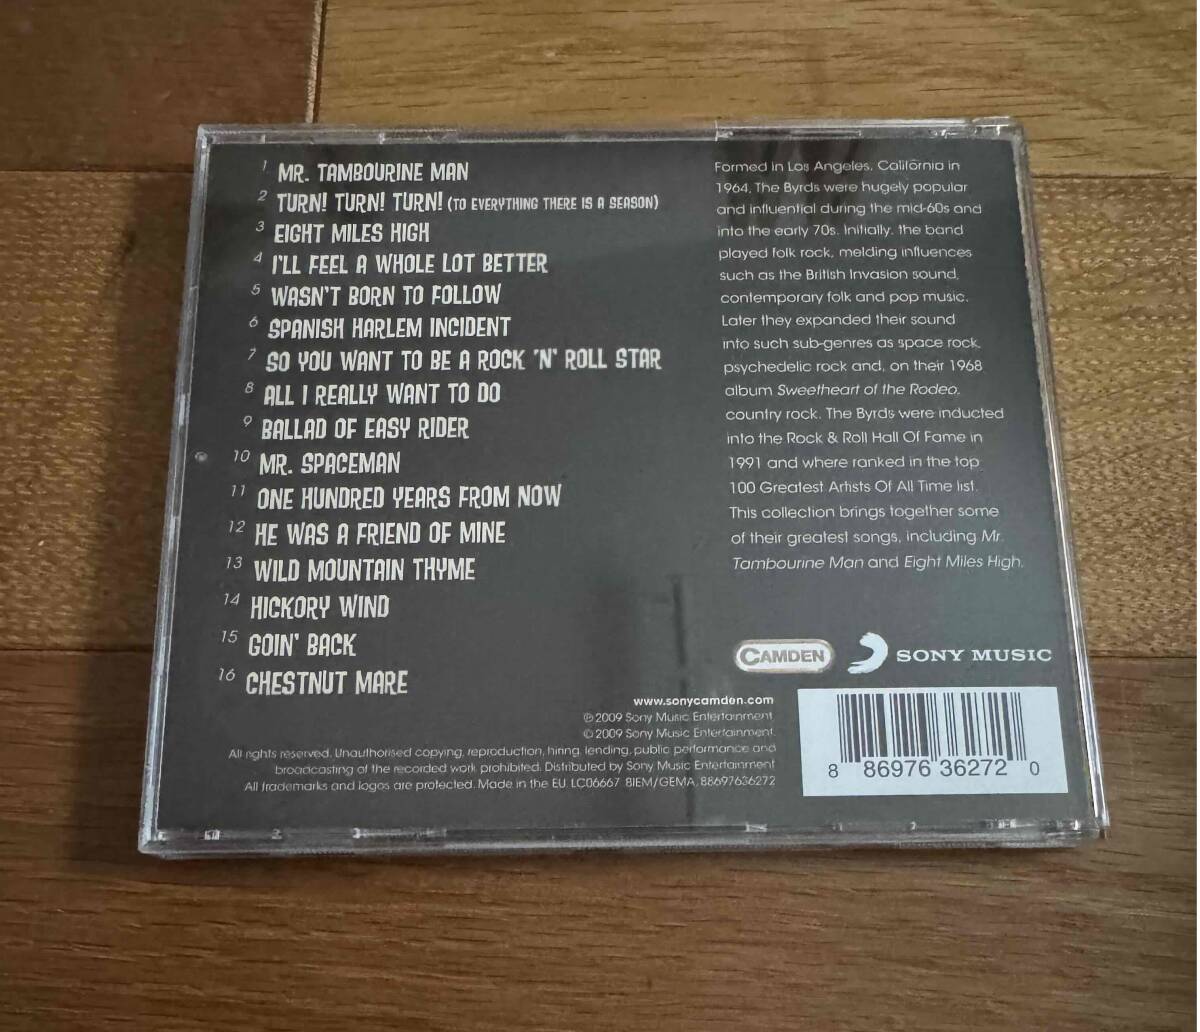 1 MR. TAMBOURINE MAN
2 TURN! TURN! TURN! (TO EVERYTHING THERE IS A SEASON)
3 EIGHT MILES HIGH
4 I'LL FEEL A WHOLE LOT BETTER
5 WASN'T BORN TO FOLLOW
6 SPANISH HARLEM INCIDENT
7 SO YOU WANT TO BE A ROCK 'N' ROLL STAR
8 ALL I REALLY WANT TO DO
9 BALLAD OF EASY RIDER
10 MR. SPACEMAN
11 ONE HUNDRED YEARS FROM NOW
12 HE WAS A FRIEND OF MINE
13 WILD MOUNTAIN THYME
14 HICKORY WIND
15 GOIN' BACK
16 CHESTNUT MARE
Formed in Los Angeles, California in
1964, The Byrds were hugely popular
and influential during the mid-60s and
into the early 70s. Initially, the band
played folk rock, melding influences
such as the British Invasion sound,
contemporary folk and pop music.
Later they expanded their sound
into such sub-genres as space rock,
psychedelic rock and, on their 1968
album Sweetheart of the Rodeo,
country rock. The Byrds were inducted
into the Rock & Roll Hall Of Fame in
1991 and where ranked in the top
100 Greatest Artists Of All Time list.
This collection brings together some
of their greatest songs, including Mr.
Tambourine Man and Eight Miles High.
CAMDEN SONY MUSIC
www.sonycamden.com
℗ 2009 Sony Music Entertainment
© 2009 Sony Music Entertainment.
All rights reserved. Unauthorised copying, reproduction, hiring, lending, public performance and
broadcasting of the recorded work prohibited. Distributed by Sony Music Entertainment
All trademarks and logos are protected. Made in the EU LC06667 BIEM/GEMA, 88697636272
8 86976 36272 0